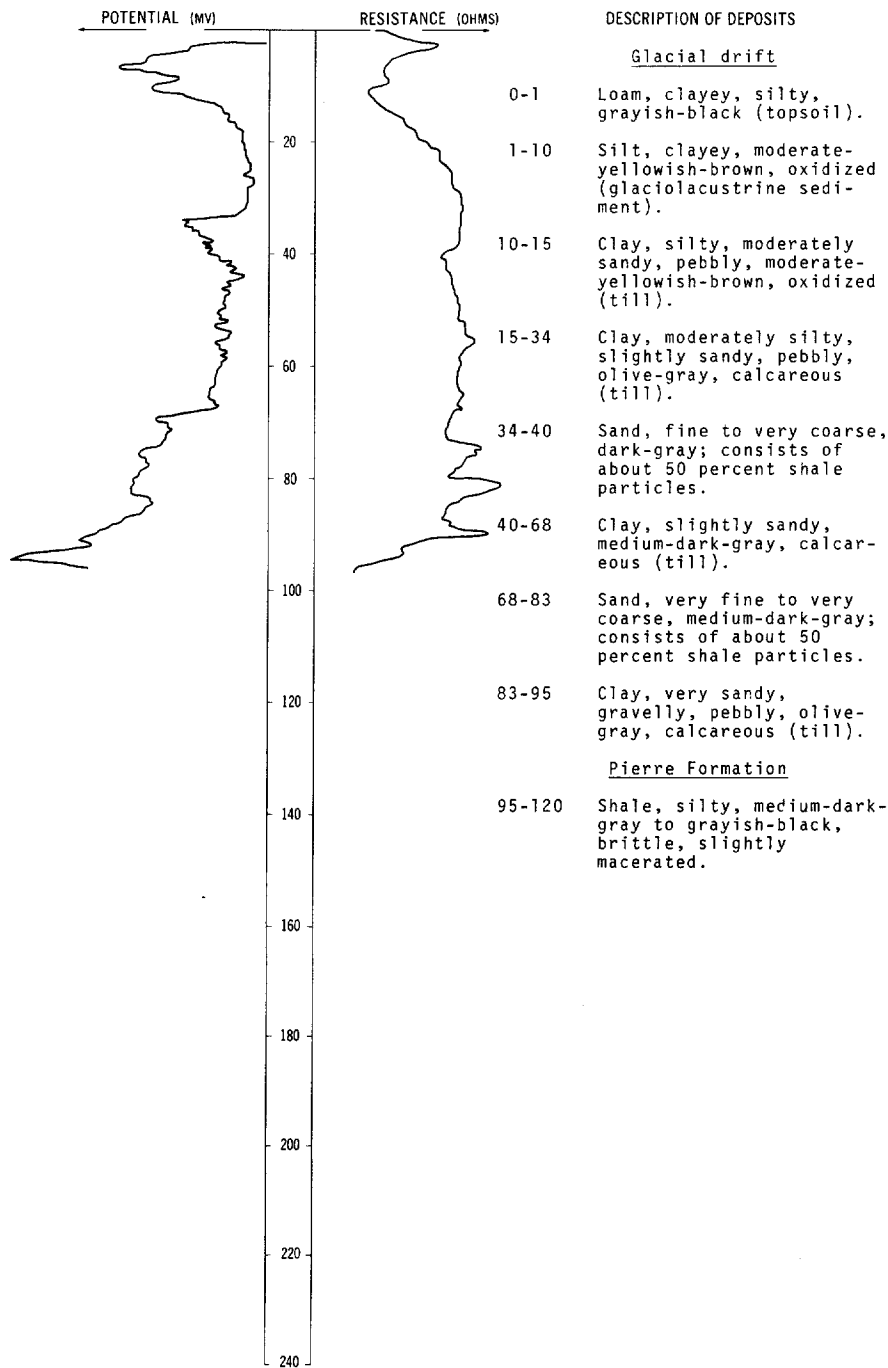 POTENTIAL (MV)
RESISTANCE (OHMS)
DESCRIPTION OF DEPOSITS
Glacial drift
0-1 Loam, clayey, silty,
grayish-black (topsoil).
1-10 Silt, clayey, moderate-
yellowish-brown, oxidized
(glaciolacustrine sedi-
ment).
10-15 Clay, silty, moderately
sandy, pebbly, moderate-
yellowish-brown, oxidized
(till).
15-34 Clay, moderately silty,
slightly sandy, pebbly,
olive-gray, calcareous
(till).
34-40 Sand, fine to very coarse,
dark-gray; consists of
about 50 percent shale
particles.
40-68 Clay, slightly sandy,
medium-dark-gray, calcar-
eous (till).
68-83 Sand, very fine to very
coarse, medium-dark-gray;
consists of about 50
percent shale particles.
83-95 Clay, very sandy,
gravelly, pebbly, olive-
gray, calcareous (till).
Pierre Formation
95-120 Shale, silty, medium-dark-
gray to grayish-black,
brittle, slightly
macerated.
20
40
60
80
100
120
140
160
180
200
220
240